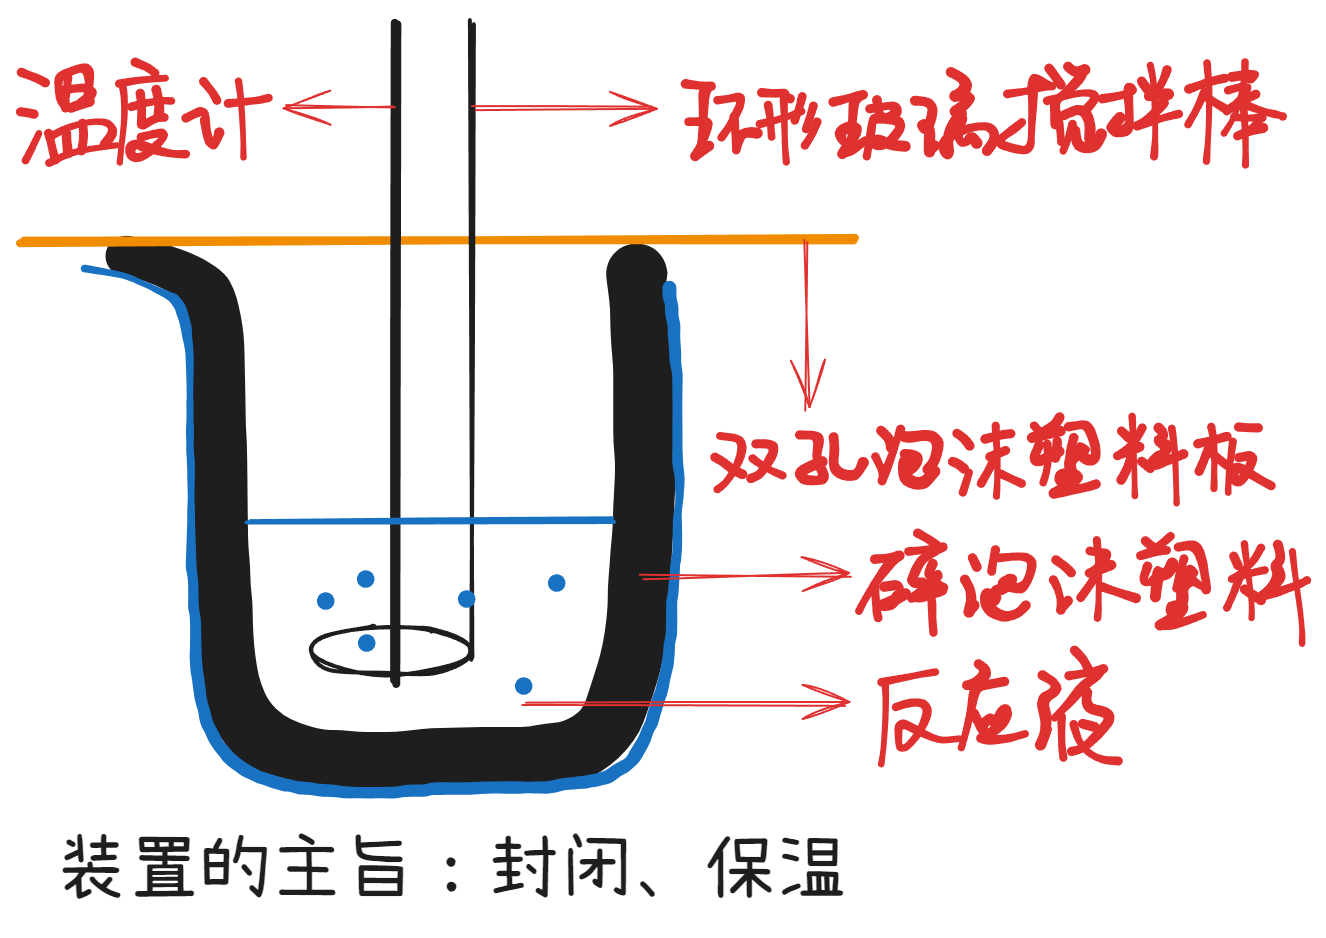 温度计
环形玻璃搅拌棒
双孔泡沫塑料板
碎泡沫塑料
反应液
装置的主旨：封闭、保温